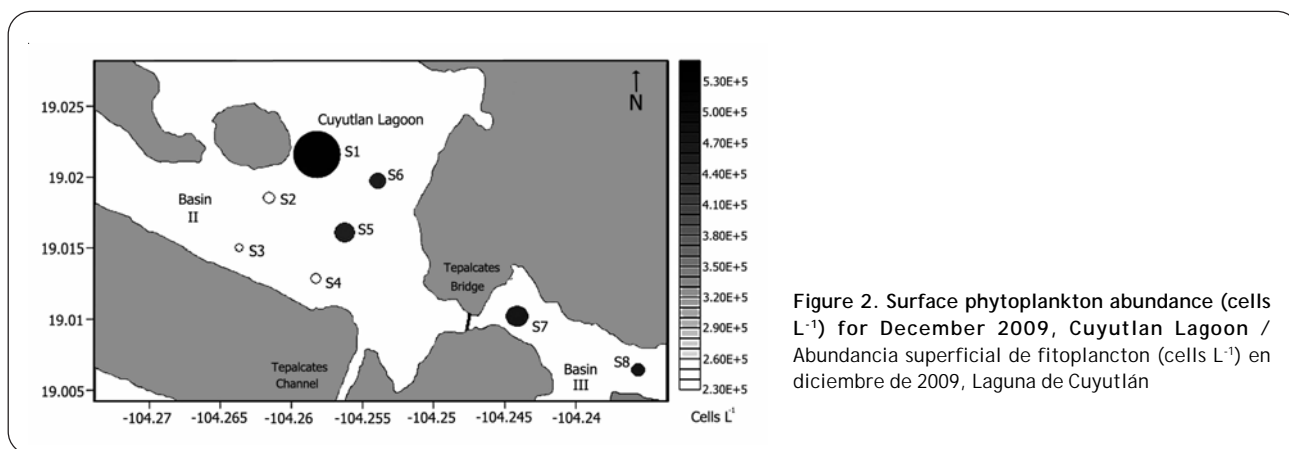 5.30E+5
5.00E+5
4.70E+5
4.40E+5
4.10E+5
3.80E+5
3.50E+5
3.20E+5
2.90E+5
2.60E+5
2.30E+5
Cells L⁻¹
N
19.025
19.02
19.015
19.01
19.005
Cuyutlan Lagoon
S1
S6
S2
Basin
II
S5
S3
S4
Tepalcates
Bridge
S7
Tepalcates
Channel
Basin
III
S8
-104.27
-104.265
-104.26
-104.255
-104.25
-104.245
-104.24
Figure 2. Surface phytoplankton abundance (cells
L⁻¹) for December 2009, Cuyutlan Lagoon /
Abundancia superficial de fitoplancton (cells L⁻¹) en
diciembre de 2009, Laguna de Cuyutlán